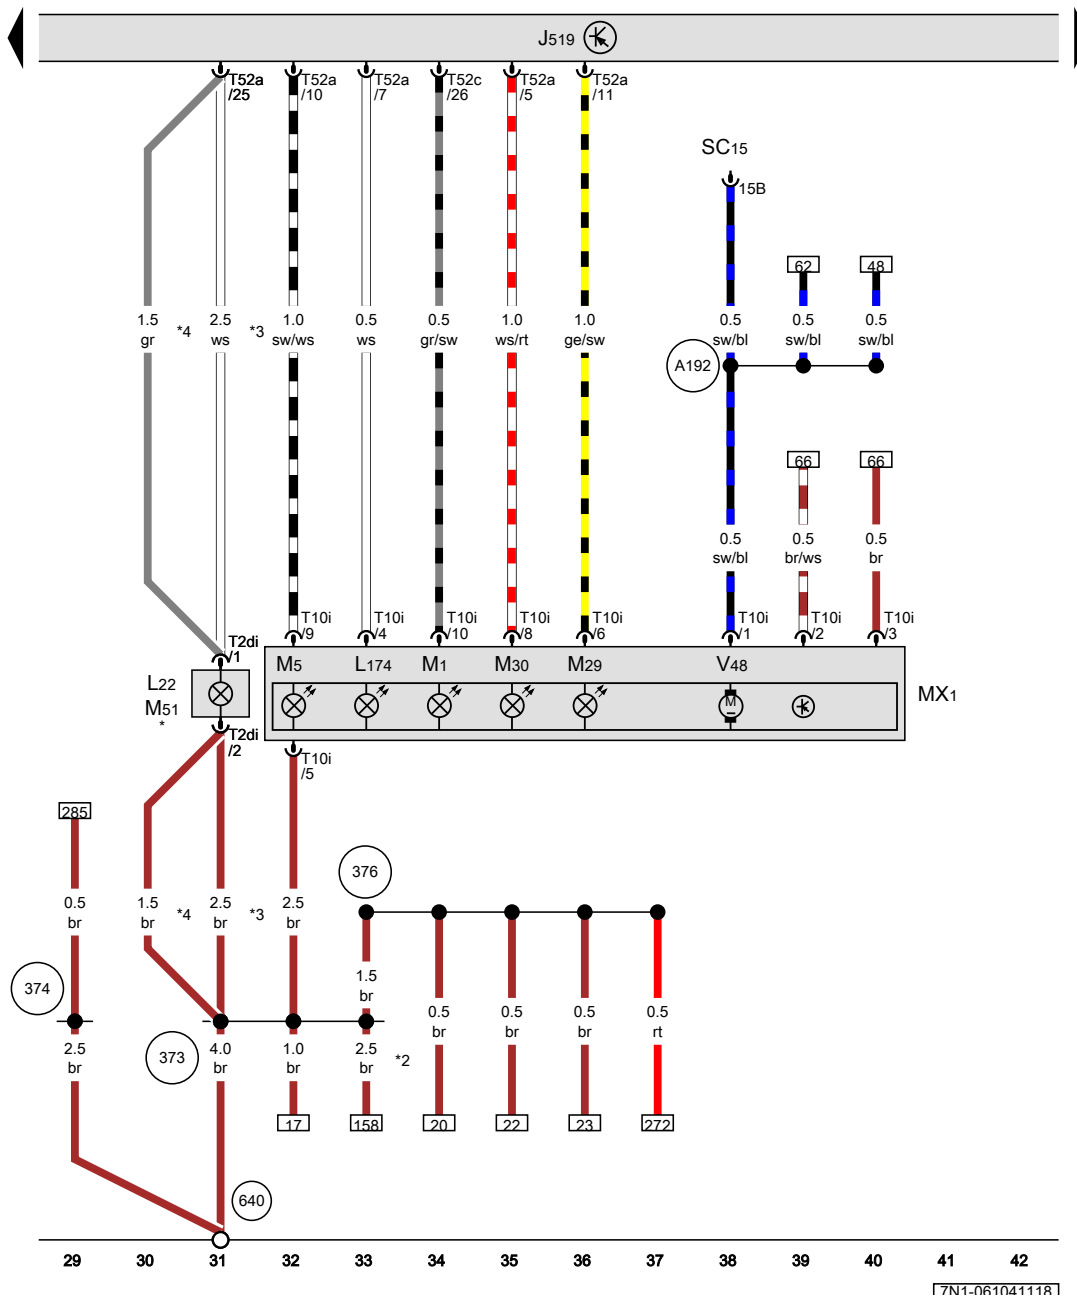 J519
T52a T52a T52a T52c T52a T52a
/25 /10 /7 /26 /5 /11
SC15
15B
62 48
1.5 *4 2.5 *3 1.0 0.5 0.5 1.0 1.0 0.5 0.5 0.5
gr ws sw/ws ws gr/sw ws/rt ge/sw sw/bl sw/bl sw/bl
A192
66 66
0.5 0.5 0.5
sw/bl br/ws br
T10i T10i T10i T10i T10i T10i T10i T10i
/9 /4 /10 /8 /6 /1 /2 /3
T2di
/1
M5 L174 M1 M30 M29 V48
L22
M51
*
M
MX1
T2di
/2
T10i
/5
285
376
0.5 1.5 *4 2.5 *3 2.5
br br br br
1.5
br
374
0.5 0.5 0.5 0.5
br br br rt
373
2.5 4.0 1.0 2.5 *2
br br br br
17 158 20 22 23 272
640
29 30 31 32 33 34 35 36 37 38 39 40 41 42
7N1-061041118